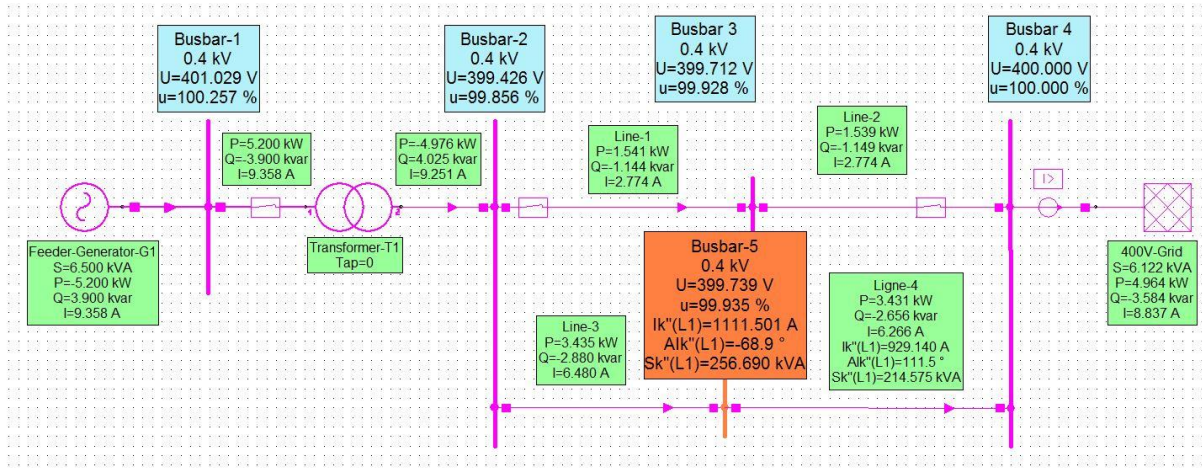 Busbar-1
0.4 kV
U=401.029 V
u=100.257 %
Busbar-2
0.4 kV
U=399.426 V
u=99.856 %
Busbar 3
0.4 kV
U=399.712 V
u=99.928 %
Busbar 4
0.4 kV
U=400.000 V
u=100.000 %
P=5.200 kW
Q=-3.900 kvar
I=9.358 A
P=-4.976 kW
Q=4.025 kvar
I=9.251 A
Line-1
P=1.541 kW
Q=-1.144 kvar
I=2.774 A
Line-2
P=1.539 kW
Q=-1.149 kvar
I=2.774 A
I>
1
2
Feeder-Generator-G1
S=6.500 kVA
P=-5.200 kW
Q=3.900 kvar
I=9.358 A
Transformer-T1
Tap=0
Line-3
P=3.435 kW
Q=-2.880 kvar
I=6.480 A
Busbar-5
0.4 kV
U=399.739 V
u=99.935 %
Ik"(L1)=1111.501 A
AIk"(L1)=-68.9 °
Sk"(L1)=256.690 kVA
Ligne-4
P=3.431 kW
Q=-2.656 kvar
I=6.266 A
Ik"(L1)=929.140 A
AIk"(L1)=111.5 °
Sk"(L1)=214.575 kVA
400V-Grid
S=6.122 kVA
P=4.964 kW
Q=-3.584 kvar
I=8.837 A